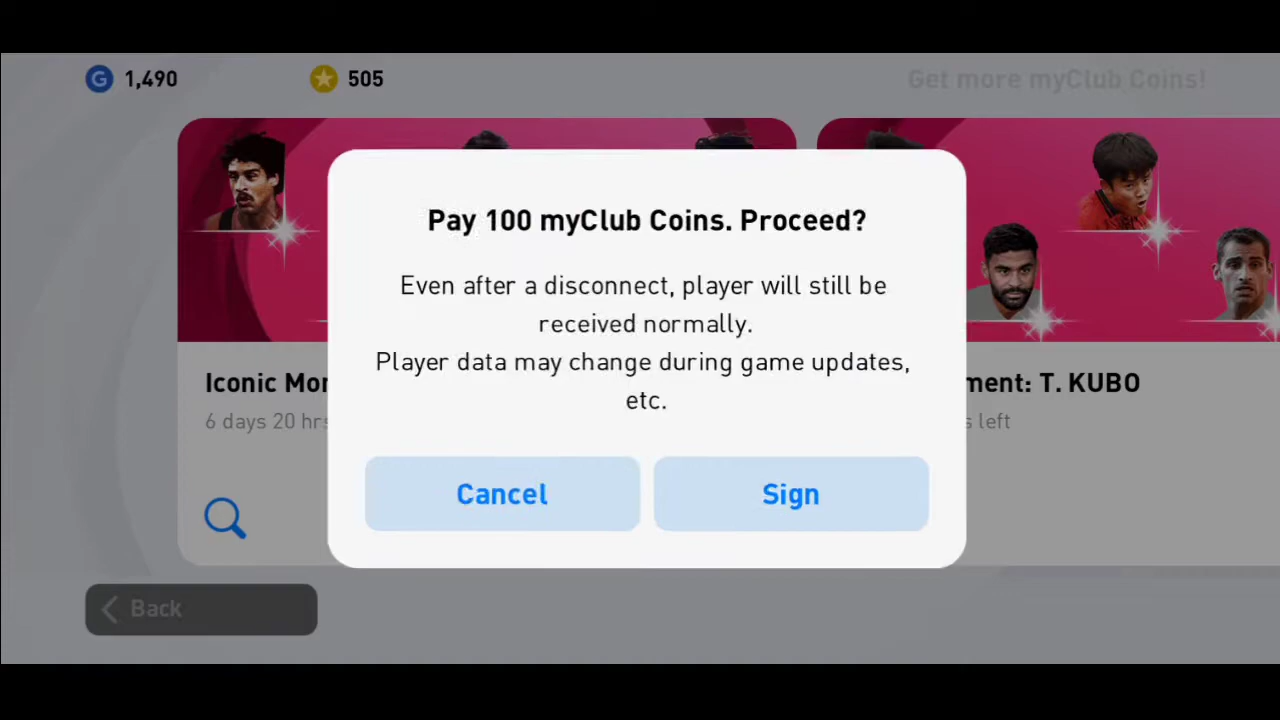 G 1,490
505
Get more myClub Coins!
Pay 100 myClub Coins. Proceed?
Even after a disconnect, player will still be
received normally.
Player data may change during game updates,
etc.
Iconic Mo
ment: T. KUBO
6 days 20 hrs
s left
Cancel
Sign
Back